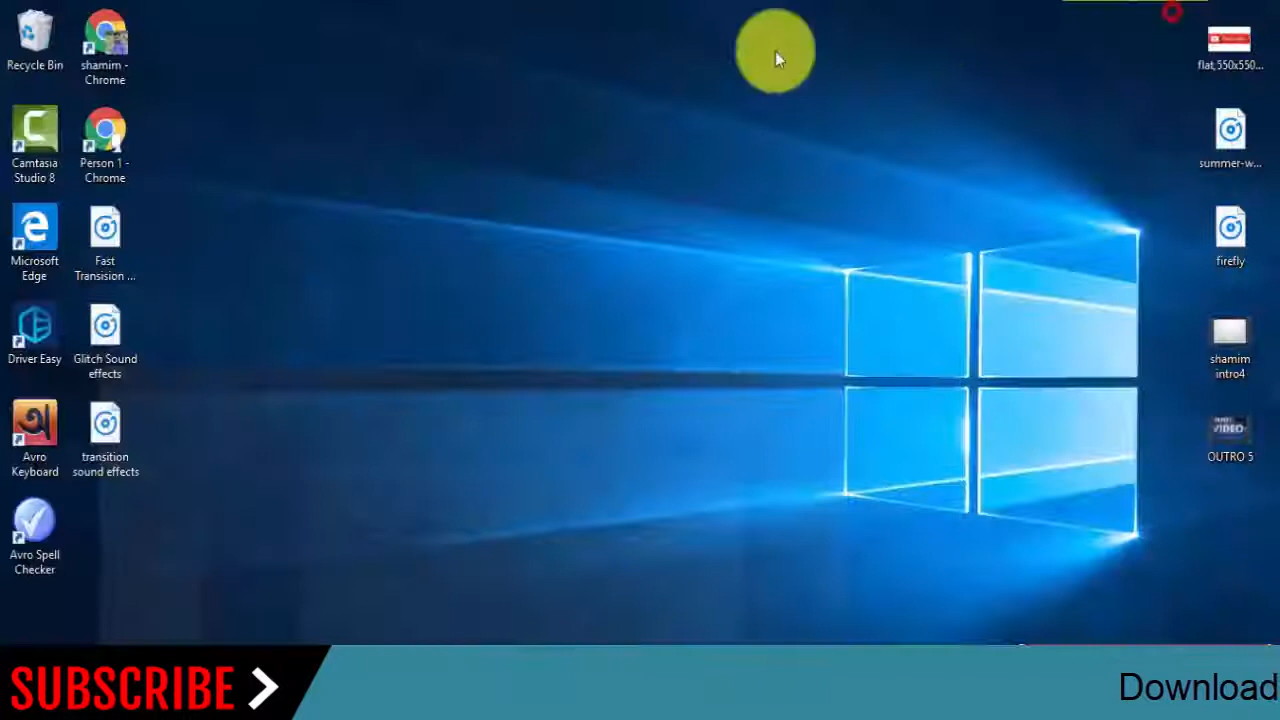 Recycle Bin
shamim -
Chrome
Camtasia
Studio 8
Person 1 -
Chrome
Microsoft
Edge
Fast
Transision ...
Driver Easy
Glitch Sound
effects
অ
Avro
Keyboard
transition
sound effects
Avro Spell
Checker
flat,550x550...
summer-w...
firefly
shamim
intro4
VIDEO
OUTRO 5
SUBSCRIBE
Download